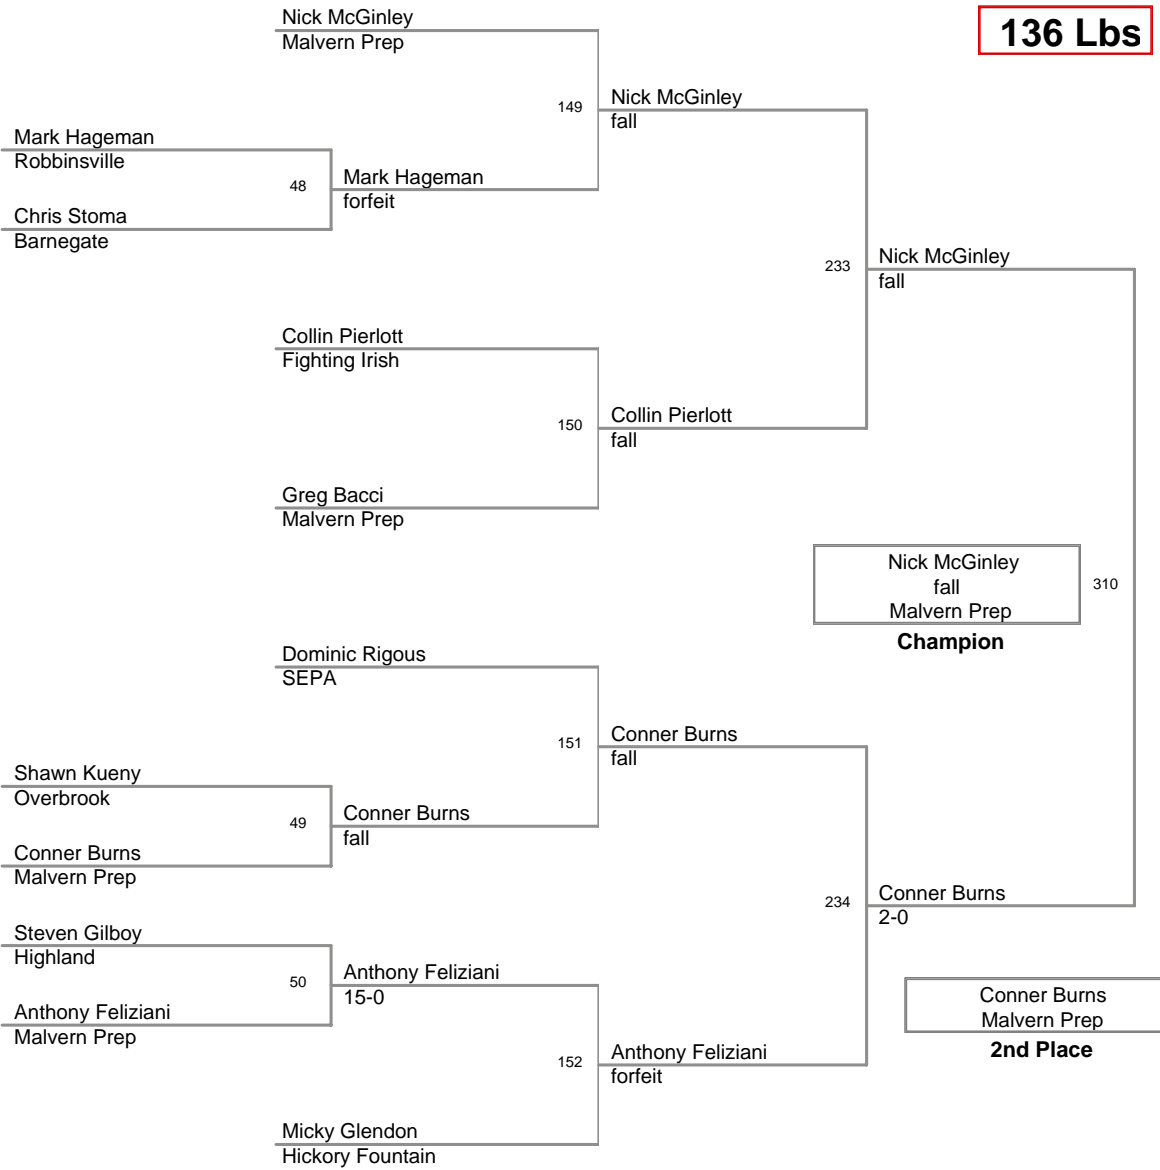 Nick McGinley
Malvern Prep
136 Lbs
149
Nick McGinley
fall
Mark Hageman
Robbinsville
48
Mark Hageman
forfeit
Chris Stoma
Barnegate
233
Nick McGinley
fall
Collin Pierlott
Fighting Irish
150
Collin Pierlott
fall
Greg Bacci
Malvern Prep
Nick McGinley
fall
Malvern Prep
310
Champion
Dominic Rigous
SEPA
151
Conner Burns
fall
Shawn Kueny
Overbrook
49
Conner Burns
fall
Conner Burns
Malvern Prep
234
Conner Burns
2-0
Steven Gilboy
Highland
50
Anthony Feliziani
15-0
Anthony Feliziani
Malvern Prep
Conner Burns
Malvern Prep
2nd Place
152
Anthony Feliziani
forfeit
Micky Glendon
Hickory Fountain